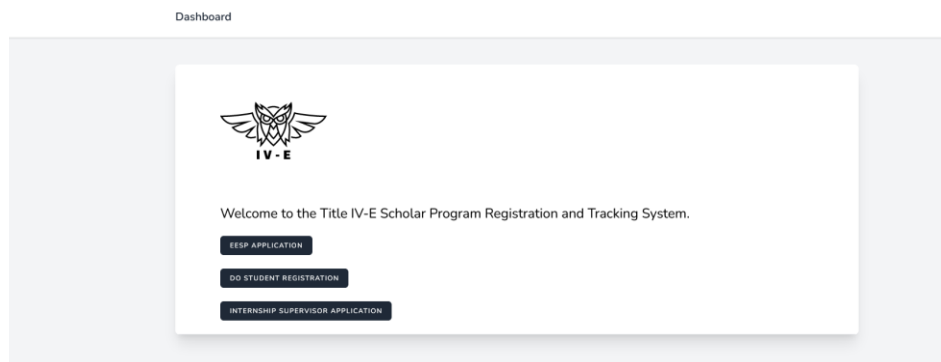 Dashboard
IV-E
Welcome to the Title IV-E Scholar Program Registration and Tracking System.
EESP APPLICATION
DO STUDENT REGISTRATION
INTERNSHIP SUPERVISOR APPLICATION